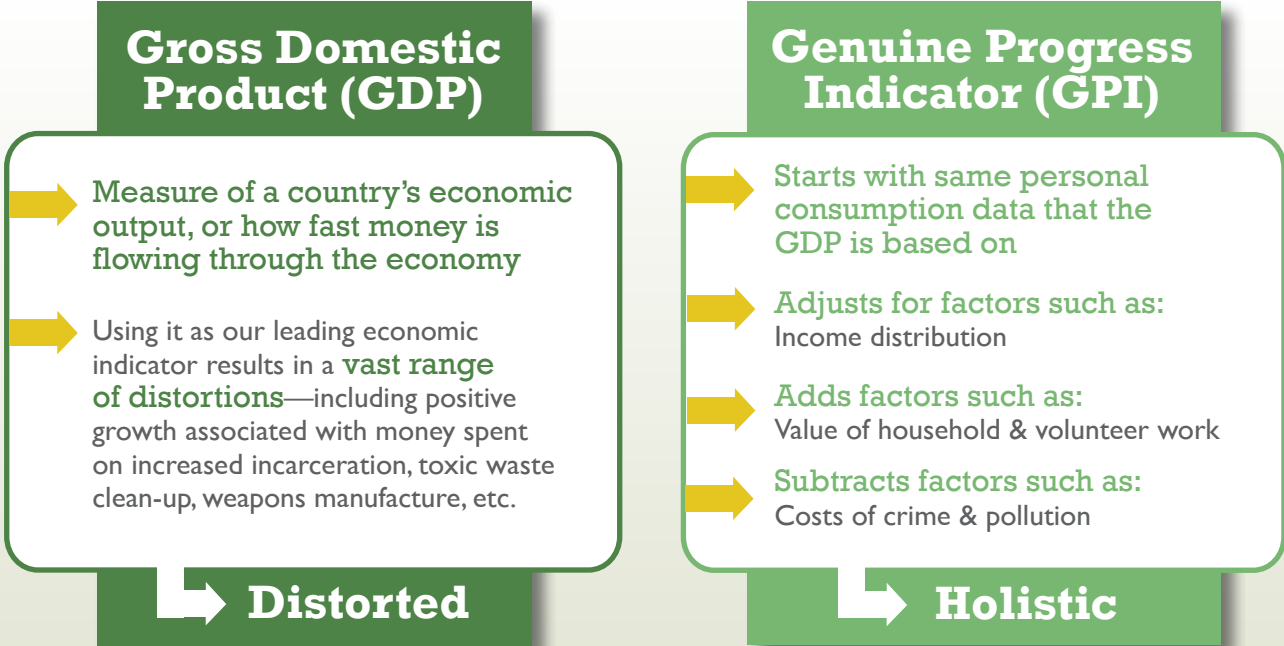 Gross Domestic
Product (GDP)
Measure of a country’s economic
output, or how fast money is
flowing through the economy
Using it as our leading economic
indicator results in a vast range
of distortions—including positive
growth associated with money spent
on increased incarceration, toxic waste
clean-up, weapons manufacture, etc.
Distorted
Genuine Progress
Indicator (GPI)
Starts with same personal
consumption data that the
GDP is based on
Adjusts for factors such as:
Income distribution
Adds factors such as:
Value of household & volunteer work
Subtracts factors such as:
Costs of crime & pollution
Holistic